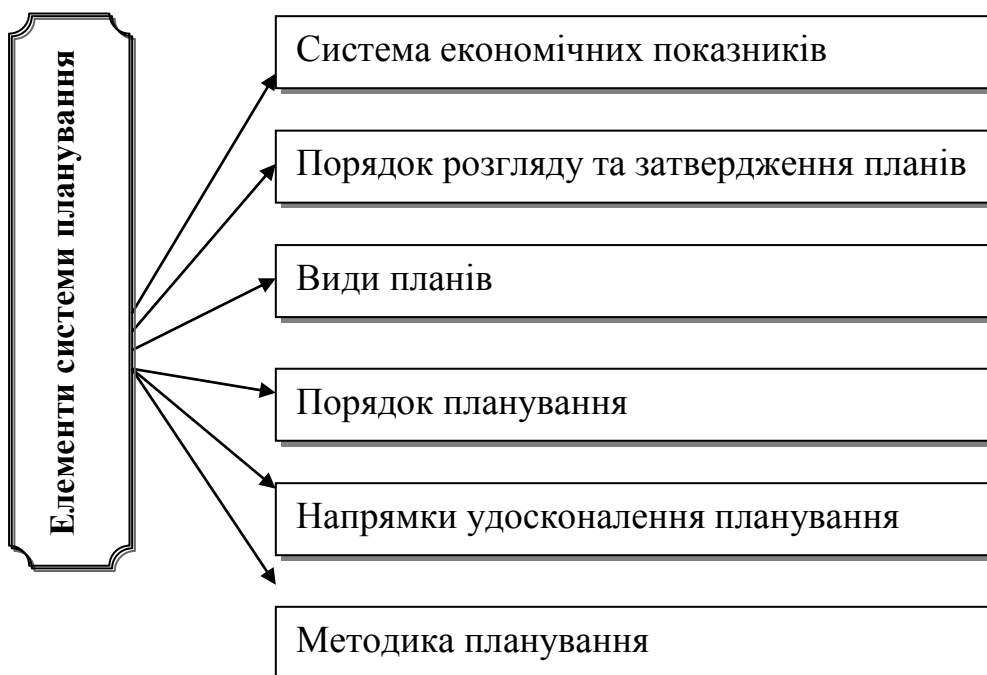 Елементи системи планування
Система економічних показників
Порядок розгляду та затвердження планів
Види планів
Порядок планування
Напрямки удосконалення планування
Методика планування